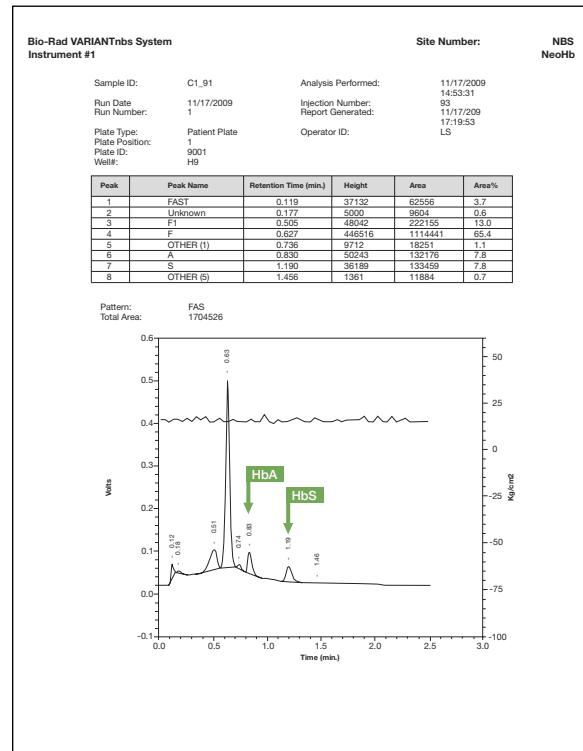 Bio-Rad VARIANTnbs System Site Number: NBS
Instrument #1 NeoHb
Sample ID: C1_91 Analysis Performed: 11/17/2009
14:53:31
Run Date 11/17/2009 Injection Number: 93
Run Number: 1 Report Generated: 11/17/209
17:19:53
Plate Type: Patient Plate Operator ID: LS
Plate Position: 1
Plate ID: 9001
Well#: H9
Peak Peak Name Retention Time (min.) Height Area Area%
1 FAST 0.119 37132 62556 3.7
2 Unknown 0.177 5000 9604 0.6
3 F1 0.505 48042 222155 13.0
4 F 0.627 446516 1114441 65.4
5 OTHER (1) 0.736 9712 18251 1.1
6 A 0.830 50243 132176 7.8
7 S 1.190 36189 133459 7.8
8 OTHER (5) 1.456 1361 11884 0.7
Pattern: FAS
Total Area: 1704526
0.6
0.5
0.4
0.3
0.2
0.1
0.0
-0.1
Volts
0.12
0.18
0.51
0.63
0.74
0.83
1.19
1.46
HbA
HbS
50
25
0
-25
-50
-75
-100
Kg/cm2
0.0 0.5 1.0 1.5 2.0 2.5 3.0
Time (min.)